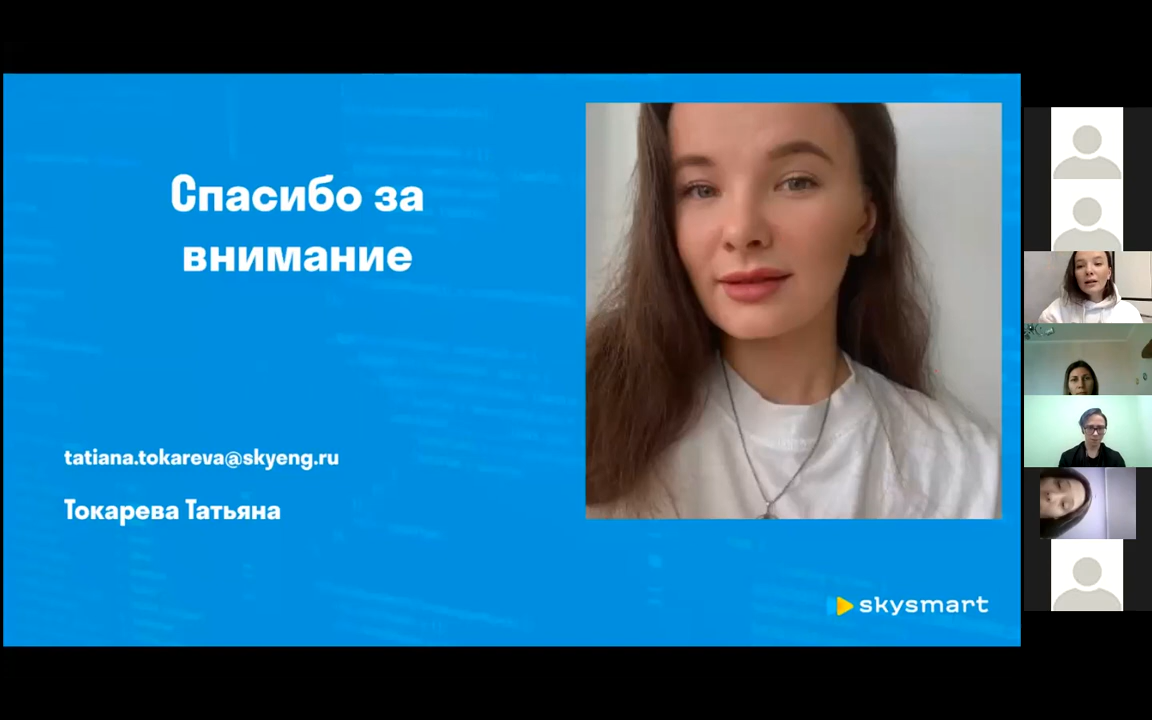 Спасибо за
внимание
tatiana.tokareva@skyeng.ru
Токарева Татьяна
skysmart